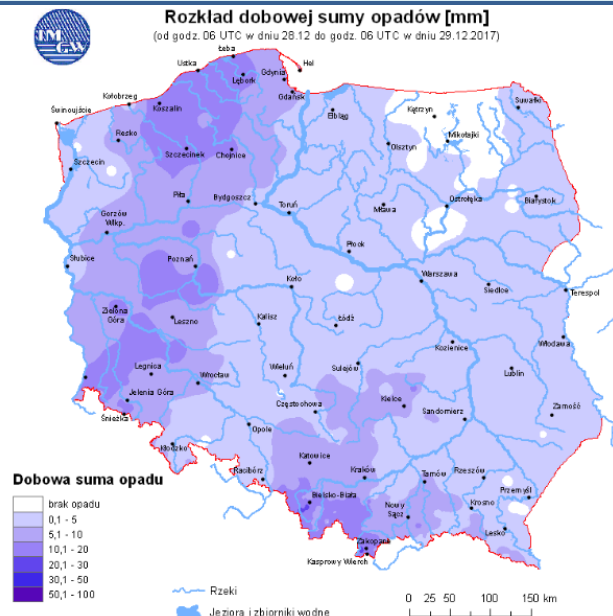 IMGW
Rozkład dobowej sumy opadów [mm]
(od godz. 06 UTC w dniu 28.12 do godz. 06 UTC w dniu 29.12.2017)
Łeba
Ustka
Hel
Lębork
Gdynia
Gdańsk
Kołobrzeg
Koszalin
Świnoujście
Elbląg
Kętrzyn
Suwałki
Resko
Mikołajki
Olsztyn
Szczecin
Szczecinek
Chojnice
Piła
Bydgoszcz
Toruń
Mława
Ostrołęka
Białystok
Gorzów
Wlkp.
Płock
Słubice
Poznań
Koło
Warszawa
Siedlce
Terespol
Zielona
Góra
Leszno
Kalisz
Łódź
Kozienice
Włodawa
Legnica
Wrocław
Wieluń
Sulejów
Lublin
Jelenia Góra
Śnieżka
Częstochowa
Kielce
Sandomierz
Zamość
Opole
Kłodzko
Katowice
Racibórz
Kraków
Tarnów
Rzeszów
Przemyśl
Bielsko-Biała
Nowy
Sącz
Krosno
Lesko
Zakopane
Kasprowy Wierch
Dobowa suma opadu
brak opadu
0,1 - 5
5,1 - 10
10,1 - 20
20,1 - 30
30,1 - 50
50,1 - 100
Rzeki
Jeziora i zbiorniki wodne
0 25 50 100 150 km